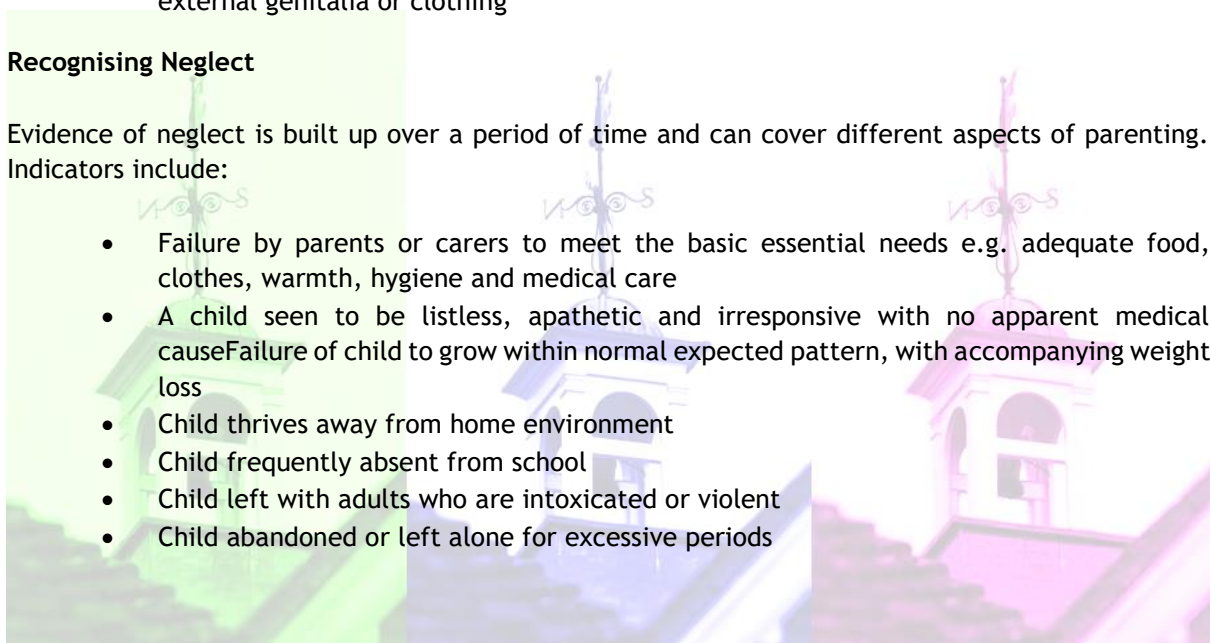 external genitalia or clothing
Recognising Neglect
Evidence of neglect is built up over a period of time and can cover different aspects of parenting.
Indicators include:
• Failure by parents or carers to meet the basic essential needs e.g. adequate food,
clothes, warmth, hygiene and medical care
• A child seen to be listless, apathetic and irresponsive with no apparent medical
causeFailure of child to grow within normal expected pattern, with accompanying weight
loss
• Child thrives away from home environment
• Child frequently absent from school
• Child left with adults who are intoxicated or violent
• Child abandoned or left alone for excessive periods